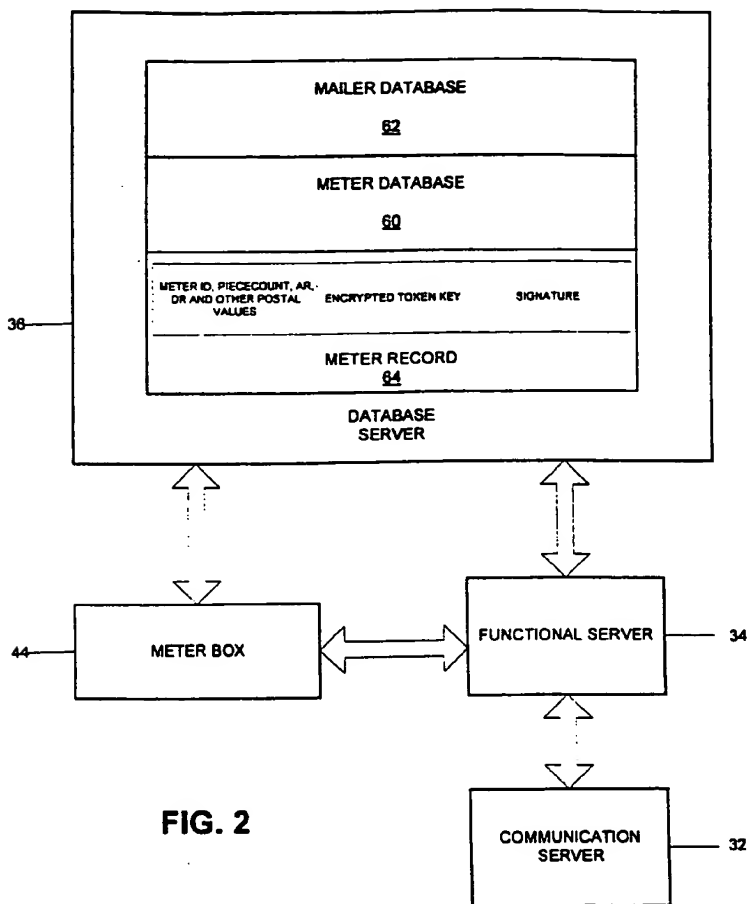 MAILER DATABASE
62
METER DATABASE
60
METER ID, PIECECOUNT, AR,
DR AND OTHER POSTAL
VALUES
ENCRYPTED TOKEN KEY
SIGNATURE
METER RECORD
64
DATABASE
SERVER
36
44
METER BOX
FUNCTIONAL SERVER
34
FIG. 2
COMMUNICATION
SERVER
32